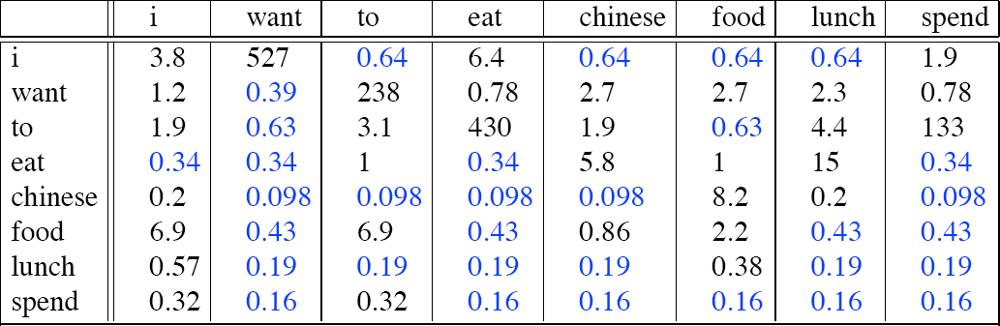 i want to eat chinese food lunch spend
i 3.8 527 0.64 6.4 0.64 0.64 0.64 1.9
want 1.2 0.39 238 0.78 2.7 2.7 2.3 0.78
to 1.9 0.63 3.1 430 1.9 0.63 4.4 133
eat 0.34 0.34 1 0.34 5.8 1 15 0.34
chinese 0.2 0.098 0.098 0.098 0.098 8.2 0.2 0.098
food 6.9 0.43 6.9 0.43 0.86 2.2 0.43 0.43
lunch 0.57 0.19 0.19 0.19 0.19 0.38 0.19 0.19
spend 0.32 0.16 0.32 0.16 0.16 0.16 0.16 0.16